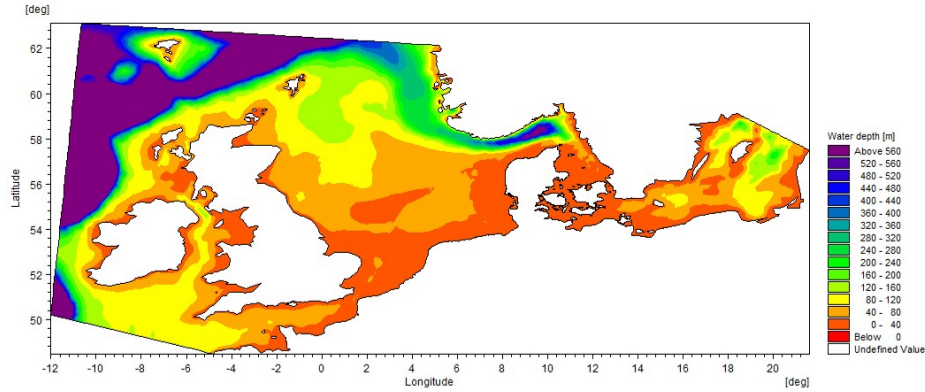 [deg]
62
60
58
56
54
52
50
Latitude
-12 -10 -8 -6 -4 -2 0 2 4 6 8 10 12 14 16 18 20
Longitude
[deg]
Water depth [m]
Above 560
520 - 560
480 - 520
440 - 480
400 - 440
360 - 400
320 - 360
280 - 320
240 - 280
200 - 240
160 - 200
120 - 160
80 - 120
40 - 80
0 - 40
Below 0
Undefined Value